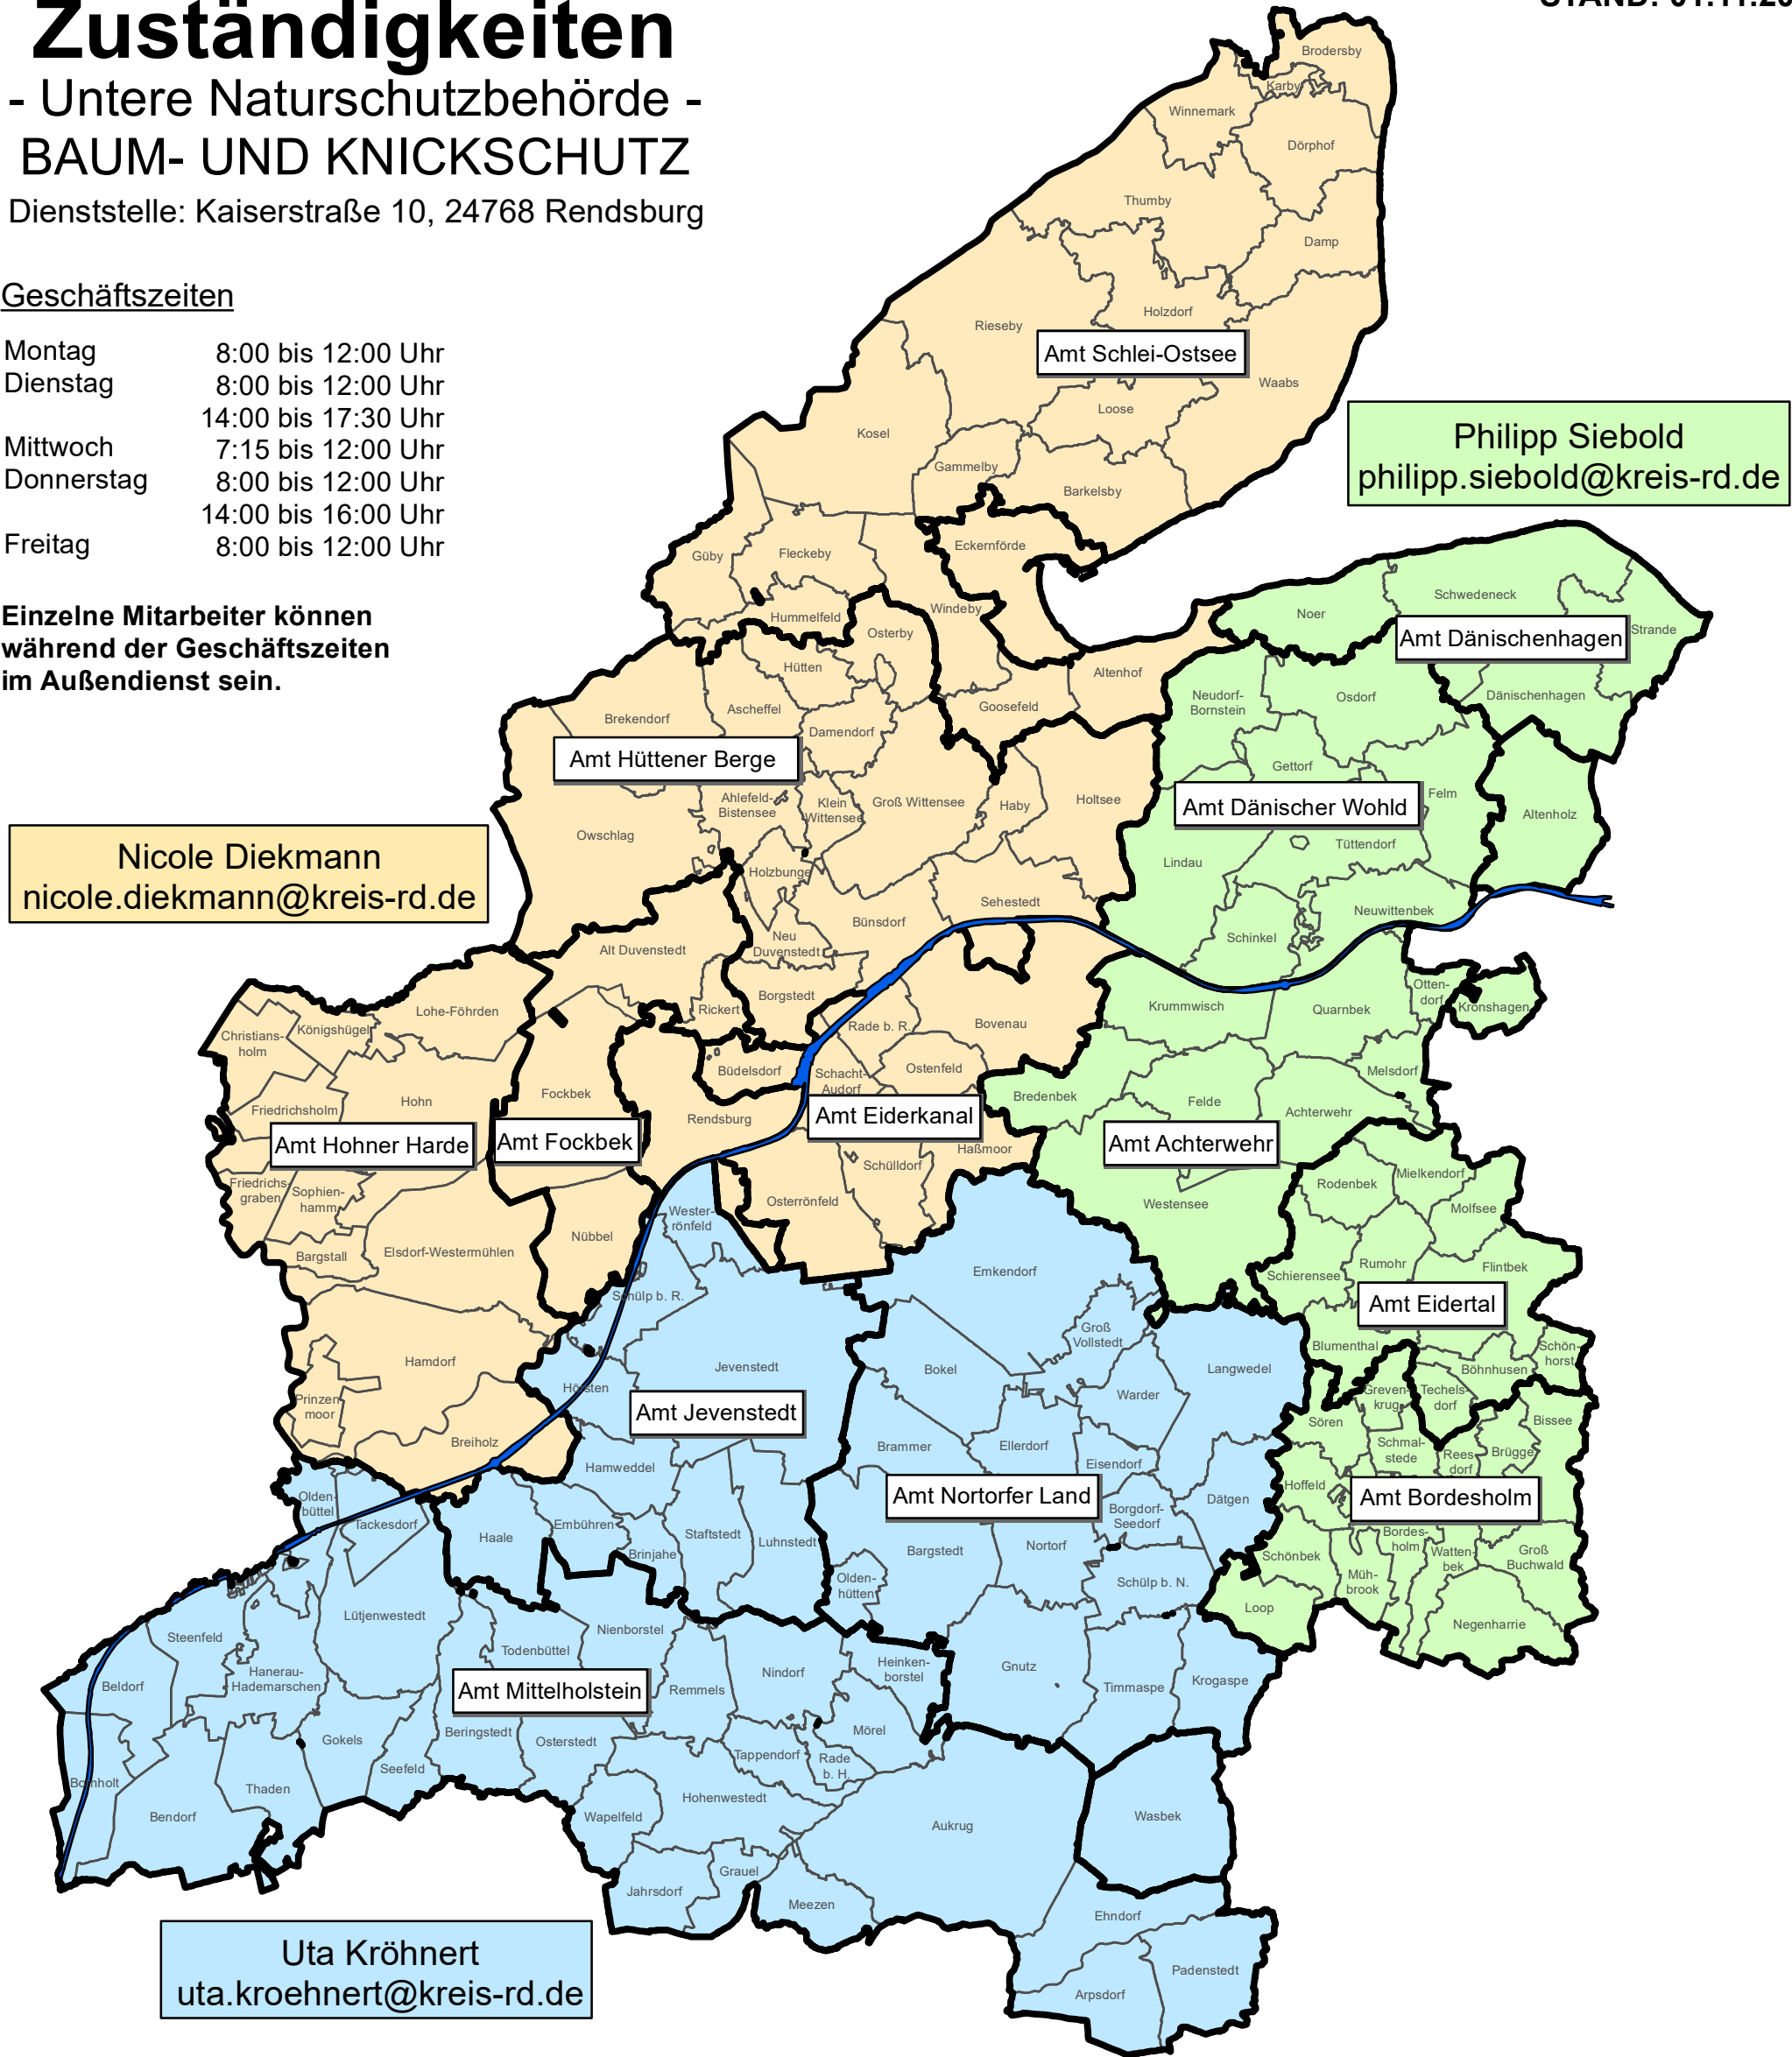 Zuständigkeiten
- Untere Naturschutzbehörde -
BAUM- UND KNICKSCHUTZ
Dienststelle: Kaiserstraße 10, 24768 Rendsburg
Geschäftszeiten
Montag 8:00 bis 12:00 Uhr
Dienstag 8:00 bis 12:00 Uhr
14:00 bis 17:30 Uhr
Mittwoch 7:15 bis 12:00 Uhr
Donnerstag 8:00 bis 12:00 Uhr
14:00 bis 16:00 Uhr
Freitag 8:00 bis 12:00 Uhr
Einzelne Mitarbeiter können
während der Geschäftszeiten
im Außendienst sein.
Nicole Diekmann
nicole.diekmann@kreis-rd.de
Philipp Siebold
philipp.siebold@kreis-rd.de
Uta Kröhnert
uta.kroehnert@kreis-rd.de
Brodersby
Karby
Winnemark
Dörphof
Thumby
Damp
Holzdorf
Rieseby
Amt Schlei-Ostsee
Waabs
Loose
Kosel
Gammelby
Barkelsby
Eckernförde
Güby
Fleckeby
Hummelfeld
Windeby
Osterby
Altenhof
Goosefeld
Hütten
Ascheffel
Brekendorf
Damendorf
Amt Hüttener Berge
Ahlefeld-
Bistensee
Klein
Wittensee
Groß Wittensee
Haby
Holtsee
Owschlag
Holzbunge
Sehestedt
Bünsdorf
Neu
Duvenstedt
Alt Duvenstedt
Borgstedt
Rickert
Noer
Schwedeneck
Amt Dänischenhagen
Strande
Dänischenhagen
Neudorf-
Bornstein
Osdorf
Gettorf
Felm
Amt Dänischer Wohld
Altenholz
Tüttendorf
Lindau
Neuwittenbek
Schinkel
Lohe-Föhrden
Königshügel
Christians-
holm
Hohn
Friedrichsholm
Amt Hohner Harde
Friedrichs-
graben
Sophien-
hamm
Bargstall
Elsdorf-Westermühlen
Hamdorf
Prinzen
moor
Breiholz
Fockbek
Amt Fockbek
Nübbel
Büdelsdorf
Rendsburg
Rade b. R.
Bovenau
Schacht-
Audorf
Ostenfeld
Amt Eiderkanal
Haßmoor
Schülldorf
Osterrönfeld
Krummwisch
Quarnbek
Otten-
dorf
Kronshagen
Melsdorf
Bredenbek
Felde
Achterwehr
Amt Achterwehr
Westensee
Rodenbek
Mielkendorf
Molfsee
Rumohr
Schierensee
Flintbek
Amt Eidertal
Blumenthal
Schön-
horst
Böhnhusen
Techels-
dorf
Greven-
krug
Sören
Bissee
Schmal-
stede
Rees-
dorf
Brügge
Hoffeld
Amt Bordesholm
Bordes-
holm
Schönbek
Watten-
bek
Groß
Buchwald
Müh-
brook
Loop
Negenharrie
Wester-
rönfeld
Schülp b. R.
Jevenstedt
Hörsten
Amt Jevenstedt
Hamweddel
Haale
Embühren
Brinjahe
Staftstedt
Luhnstedt
Emkendorf
Groß
Vollstedt
Langwedel
Bokel
Warder
Brammer
Ellerdorf
Eisendorf
Amt Nortorfer Land
Dätgen
Borgdorf-
Seedorf
Bargstedt
Nortorf
Schülp b. N.
Olden-
hütten
Gnutz
Timmaspe
Krogaspe
Olden-
büttel
Tackesdorf
Lütjenwestedt
Steenfeld
Hanerau-
Hademarschen
Beldorf
Todenbüttel
Nienborstel
Nindorf
Heinken-
borstel
Amt Mittelholstein
Remmels
Gokels
Beringstedt
Osterstedt
Mörel
Tappendorf
Rade
b. H.
Seefeld
Bornholt
Thaden
Bendorf
Hohenwestedt
Wapelfeld
Aukrug
Grauel
Jahrsdorf
Meezen
Wasbek
Ehndorf
Padenstedt
Arpsdorf